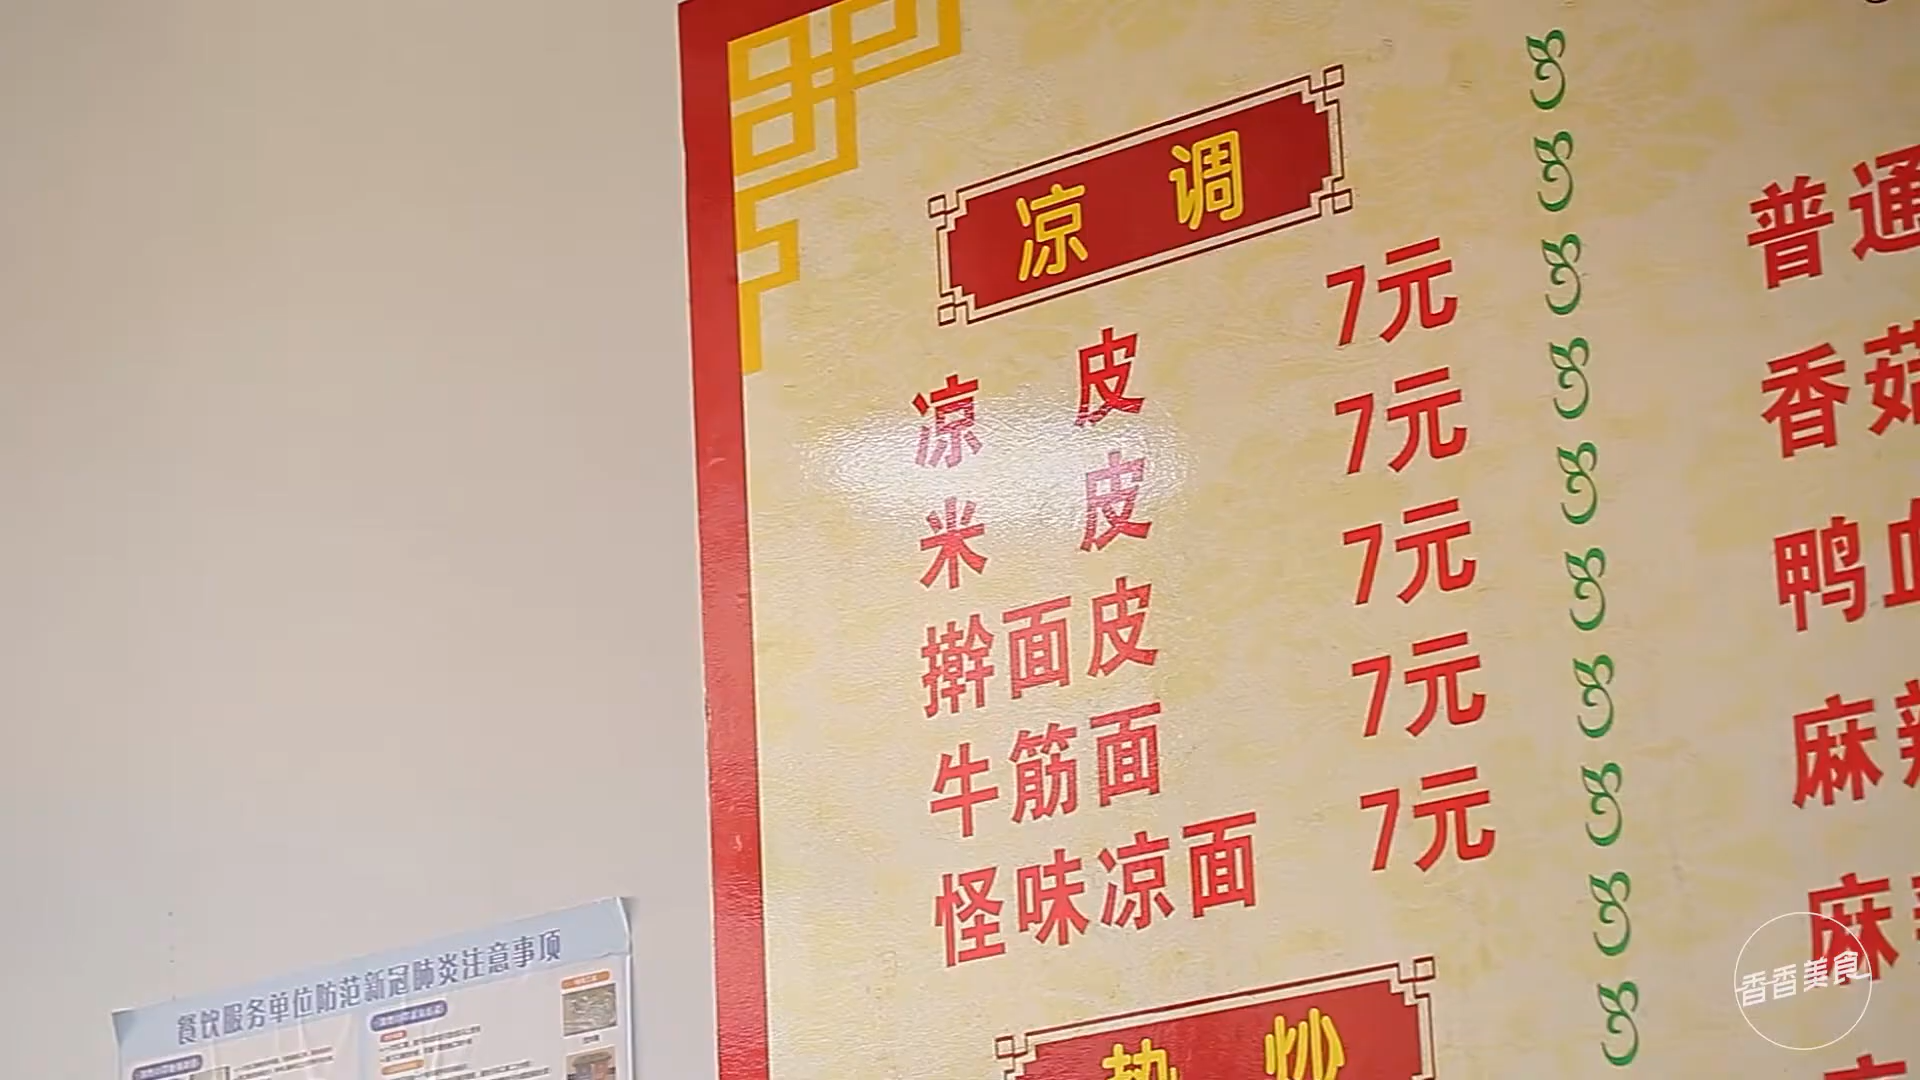 凉调
凉皮 7元
米皮 7元
擀面皮 7元
牛筋面 7元
怪味凉面 7元
热炒
普通
香菇
鸭血
麻辣
麻
餐饮服务单位防范新冠肺炎注意事项
香香美食